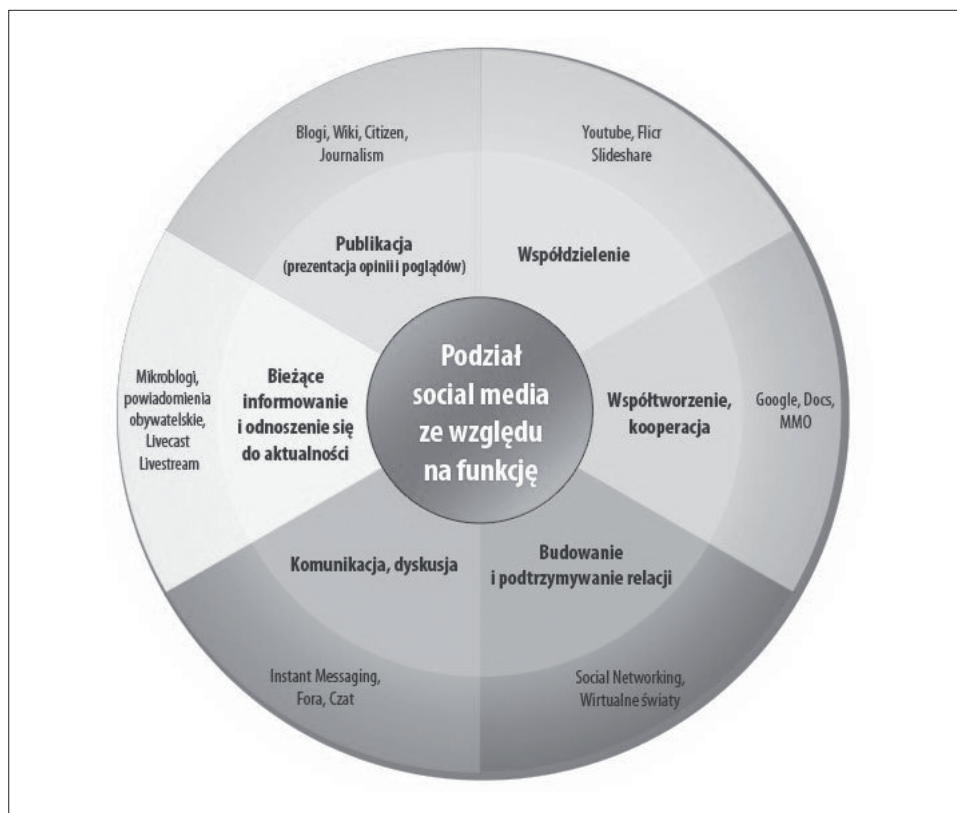 Blogi, Wiki, Citizen,
Journalism
Youtube, Flicr
Slideshare
Publikacja
(prezentacja opinii i poglądów)
Współdzielenie
Mikroblogi,
powiadomienia
obywatelskie,
Livecast
Livestream
Bieżące
informowanie
i odnoszenie się
do aktualności
Podział
social media
ze względu
na funkcję
Współtworzenie,
kooperacja
Google, Docs,
MMO
Komunikacja, dyskusja
Budowanie
i podtrzymywanie relacji
Instant Messaging,
Fora, Czat
Social Networking,
Wirtualne światy